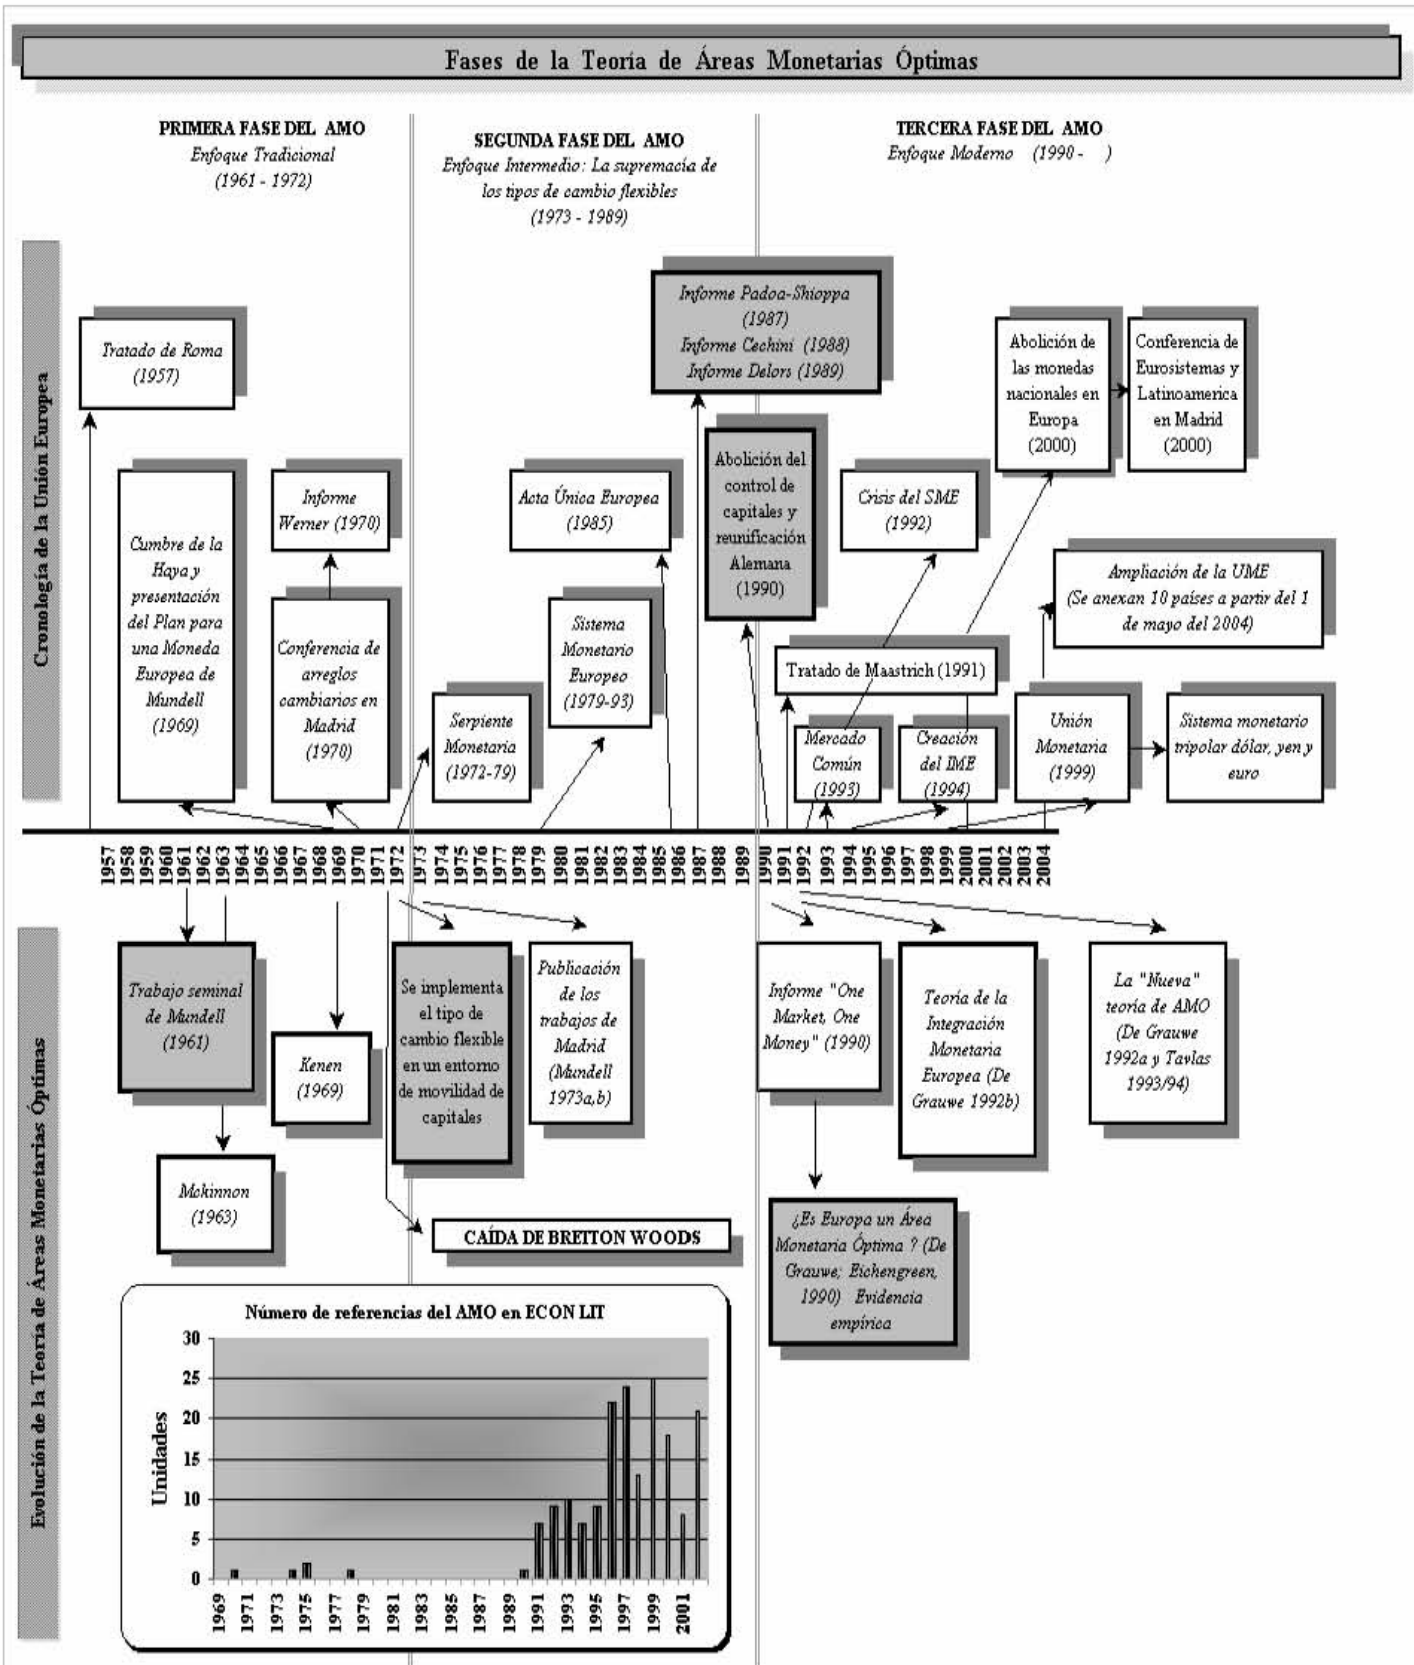 Fases de la Teoría de Áreas Monetarias Óptimas
PRIMERA FASE DEL AMO
Enfoque Tradicional
(1961 - 1972)
SEGUNDA FASE DEL AMO
Enfoque Intermedio: La supremacía de
los tipos de cambio flexibles
(1973 - 1989)
TERCERA FASE DEL AMO
Enfoque Moderno (1990 - )
Cronología de la Unión Europea
Tratado de Roma
(1957)
Cumbre de la
Haya y
presentación
del Plan para
una Moneda
Europea de
Mundell
(1969)
Informe
Werner (1970)
Conferencia de
arreglos
cambiarios en
Madrid
(1970)
Serpiente
Monetaria
(1972-79)
Acta Única Europea
(1985)
Sistema
Monetario
Europeo
(1979-93)
Informe Padoa-Shioppa
(1987)
Informe Cechini (1988)
Informe Delors (1989)
Abolición del
control de
capitales y
reunificación
Alemana
(1990)
Crisis del SME
(1992)
Abolición de
las monedas
nacionales en
Europa
(2000)
Conferencia de
Eurosistemas y
Latinoamerica
en Madrid
(2000)
Ampliación de la UME
(Se anexan 10 países a partir del 1
de mayo del 2004)
Tratado de Maastrich (1991)
Mercado
Común
(1993)
Creación
del IME
(1994)
Unión
Monetaria
(1999)
Sistema monetario
tripolar dólar, yen y
euro
1957
1958
1959
1960
1961
1962
1963
1964
1965
1966
1967
1968
1969
1970
1971
1972
1973
1974
1975
1976
1977
1978
1979
1980
1981
1982
1983
1984
1985
1986
1987
1988
1989
1990
1991
1992
1993
1994
1995
1996
1997
1998
1999
2000
2001
2002
2003
2004
Evolución de la Teoría de Áreas Monetarias Óptimas
Trabajo seminal
de Mundell
(1961)
Mckinnon
(1963)
Kenen
(1969)
Se implementa
el tipo de
cambio flexible
en un entorno
de movilidad de
capitales
Publicación
de los
trabajos de
Madrid
(Mundell
1973a,b)
CAÍDA DE BRETTON WOODS
Informe "One
Market, One
Money" (1990)
Teoría de la
Integración
Monetaria
Europea (De
Grauwe 1992b)
La "Nueva"
teoría de AMO
(De Grauwe
1992a y Tavlas
1993/94)
¿Es Europa un Área
Monetaria Óptima ? (De
Grauwe; Eichengreen,
1990) Evidencia
empírica
Número de referencias del AMO en ECON LIT
Unidades
30
25
20
15
10
5
0
1969
1971
1973
1975
1977
1979
1981
1983
1985
1987
1989
1991
1993
1995
1997
1999
2001